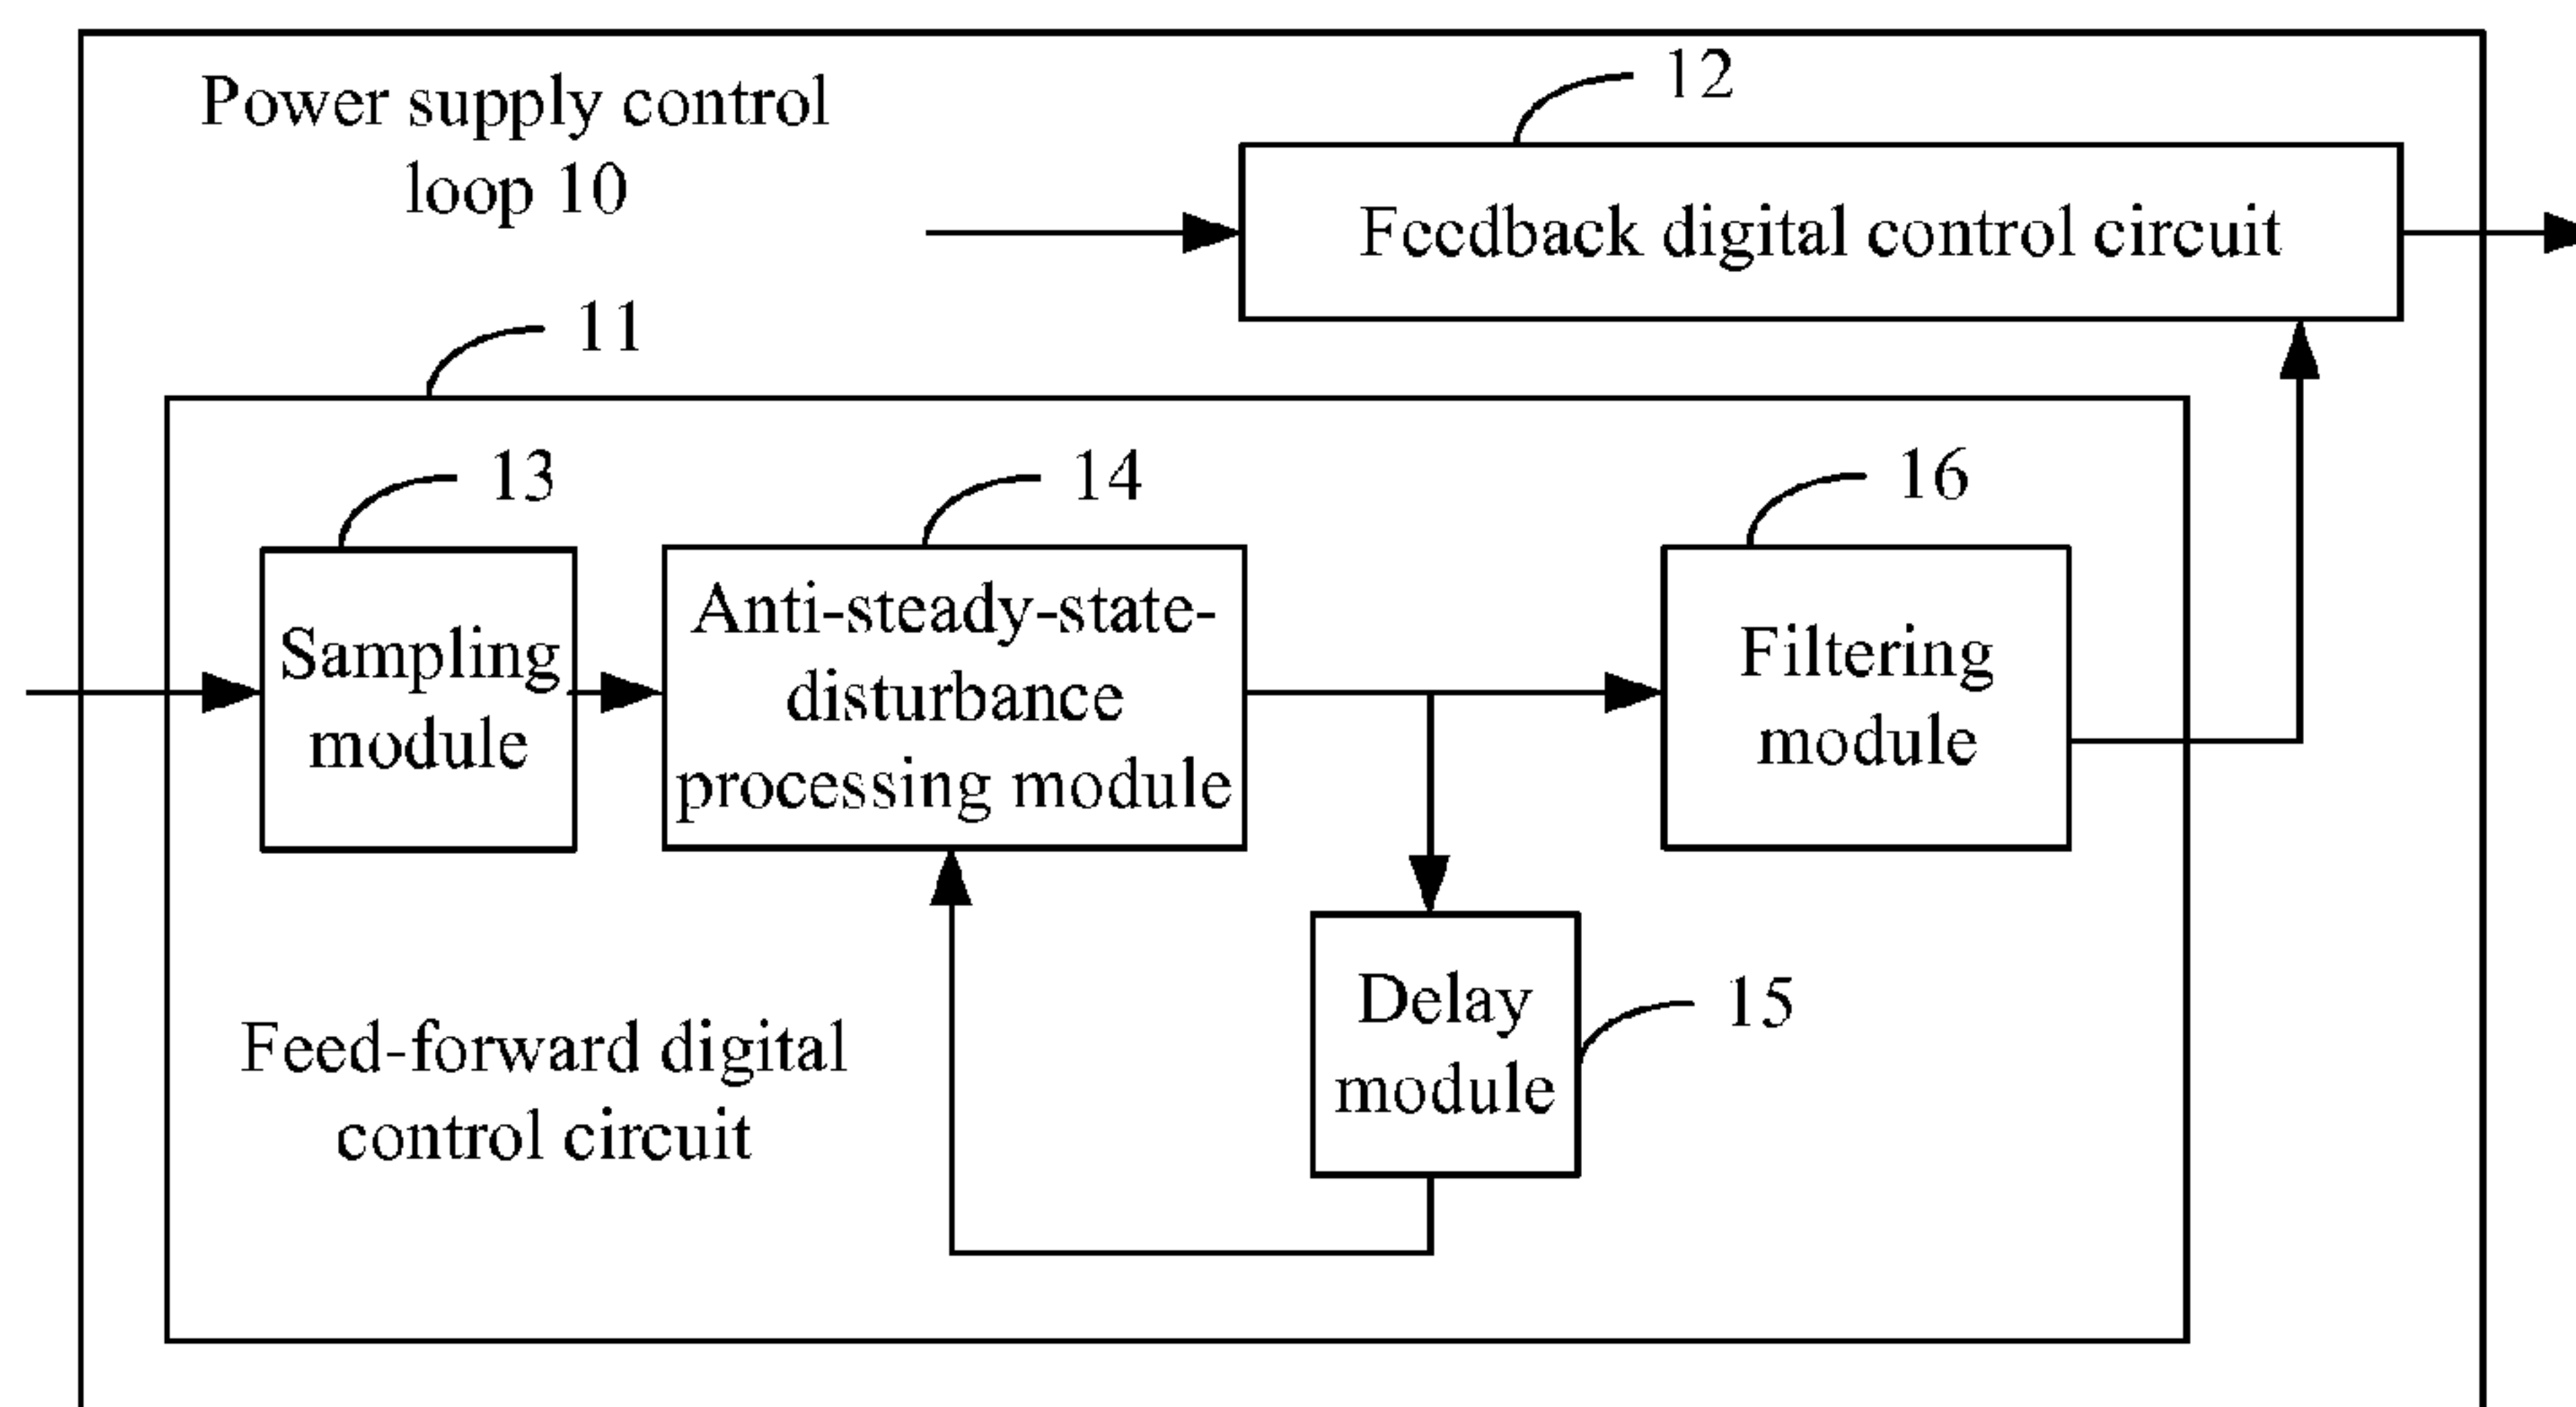 Power supply control
loop 10
12
Feedback digital control circuit
11
13
14
16
Sampling
module
Anti-steady-state-
disturbance
processing module
Filtering
module
Delay
module
15
Feed-forward digital
control circuit